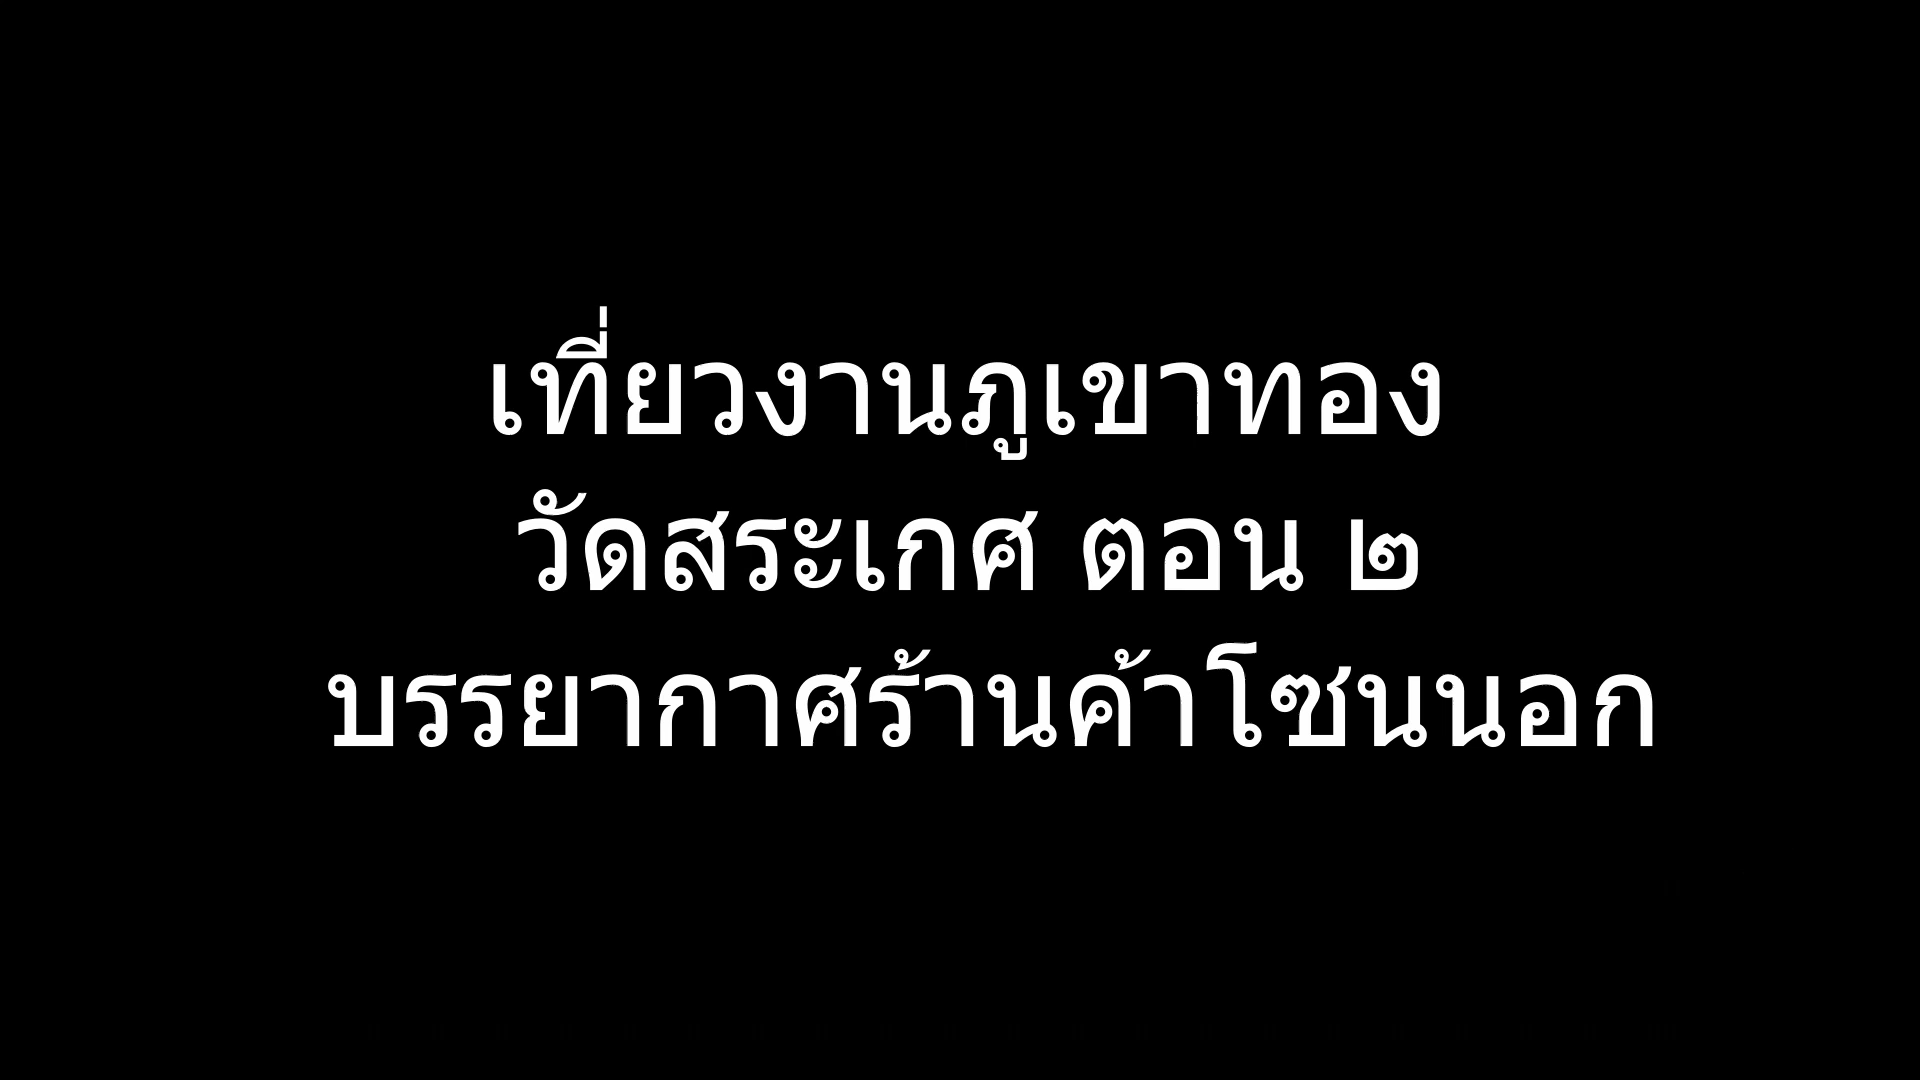 เที่ยวงานภูเขาทอง
วัดสระเกศ ตอน ๒
บรรยากาศร้านค้าโซนนอก